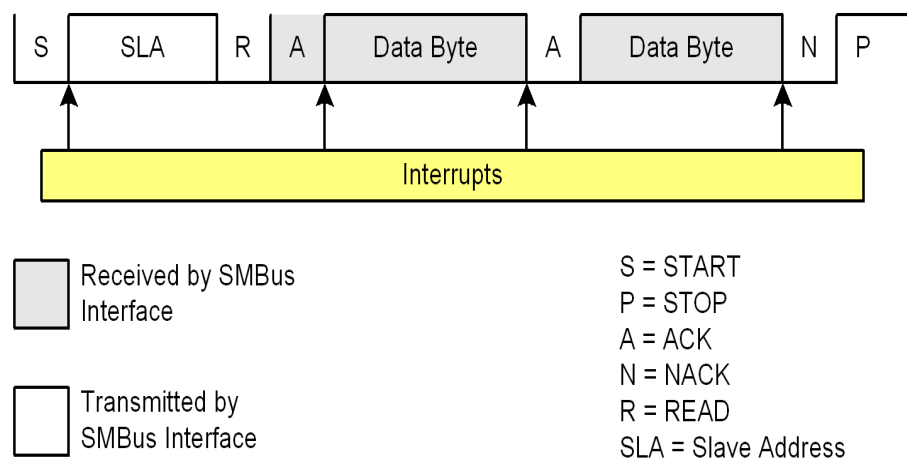 S SLA R A Data Byte A Data Byte N P
Interrupts
Received by SMBus
Interface
Transmitted by
SMBus Interface
S = START
P = STOP
A = ACK
N = NACK
R = READ
SLA = Slave Address